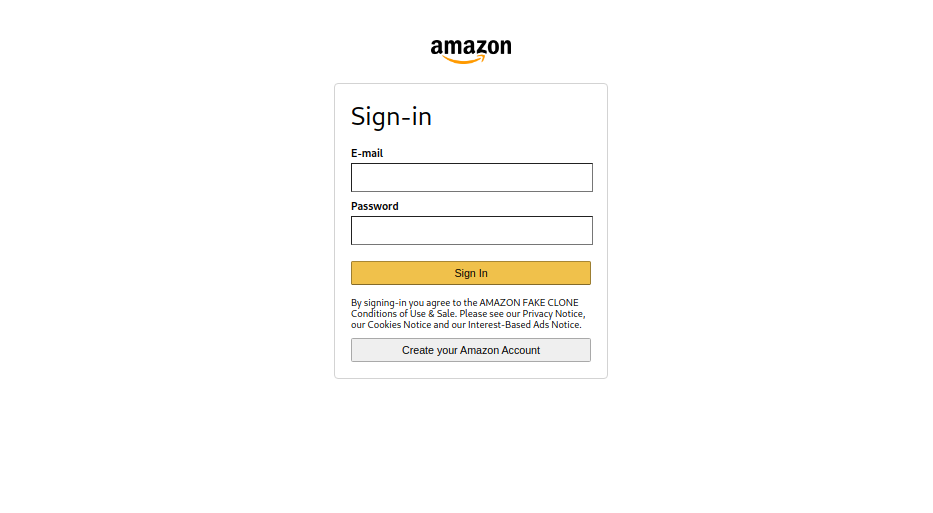 amazon
Sign-in
E-mail
Password
Sign In
By signing-in you agree to the AMAZON FAKE CLONE
Conditions of Use & Sale. Please see our Privacy Notice,
our Cookies Notice and our Interest-Based Ads Notice.
Create your Amazon Account